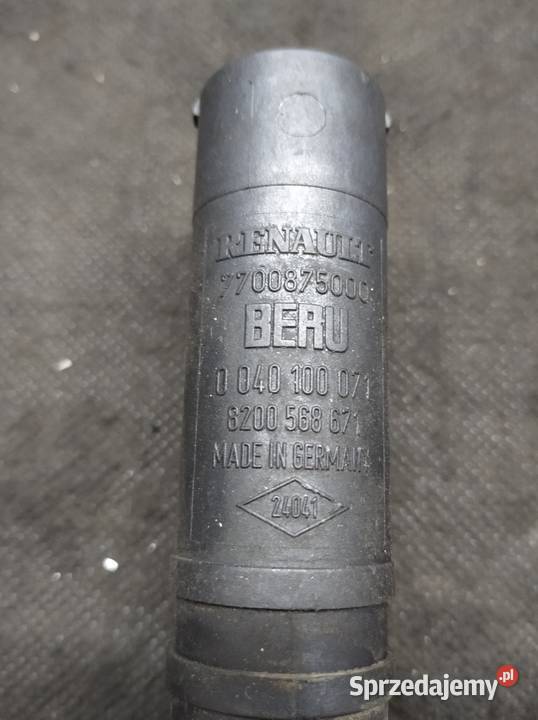 RENAULT
7700875000
BERU
0 040 100 071
8200 568 671
MADE IN GERMANY
24041
Sprzedajemy.pl